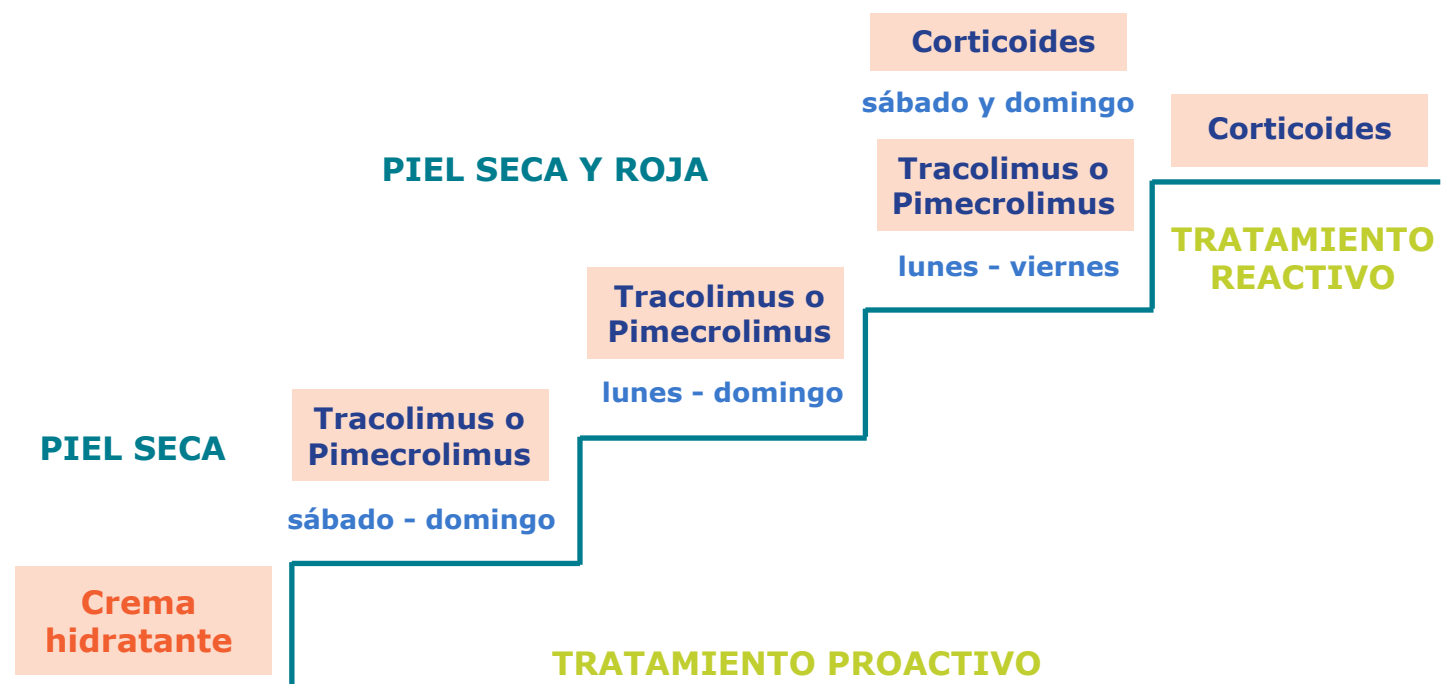 Corticoides
sábado y domingo
Corticoides
PIEL SECA Y ROJA
Tracolimus o
Pimecrolimus
lunes - viernes
TRATAMIENTO
REACTIVO
Tracolimus o
Pimecrolimus
lunes - domingo
Tracolimus o
Pimecrolimus
sábado - domingo
PIEL SECA
Crema
hidratante
TRATAMIENTO PROACTIVO